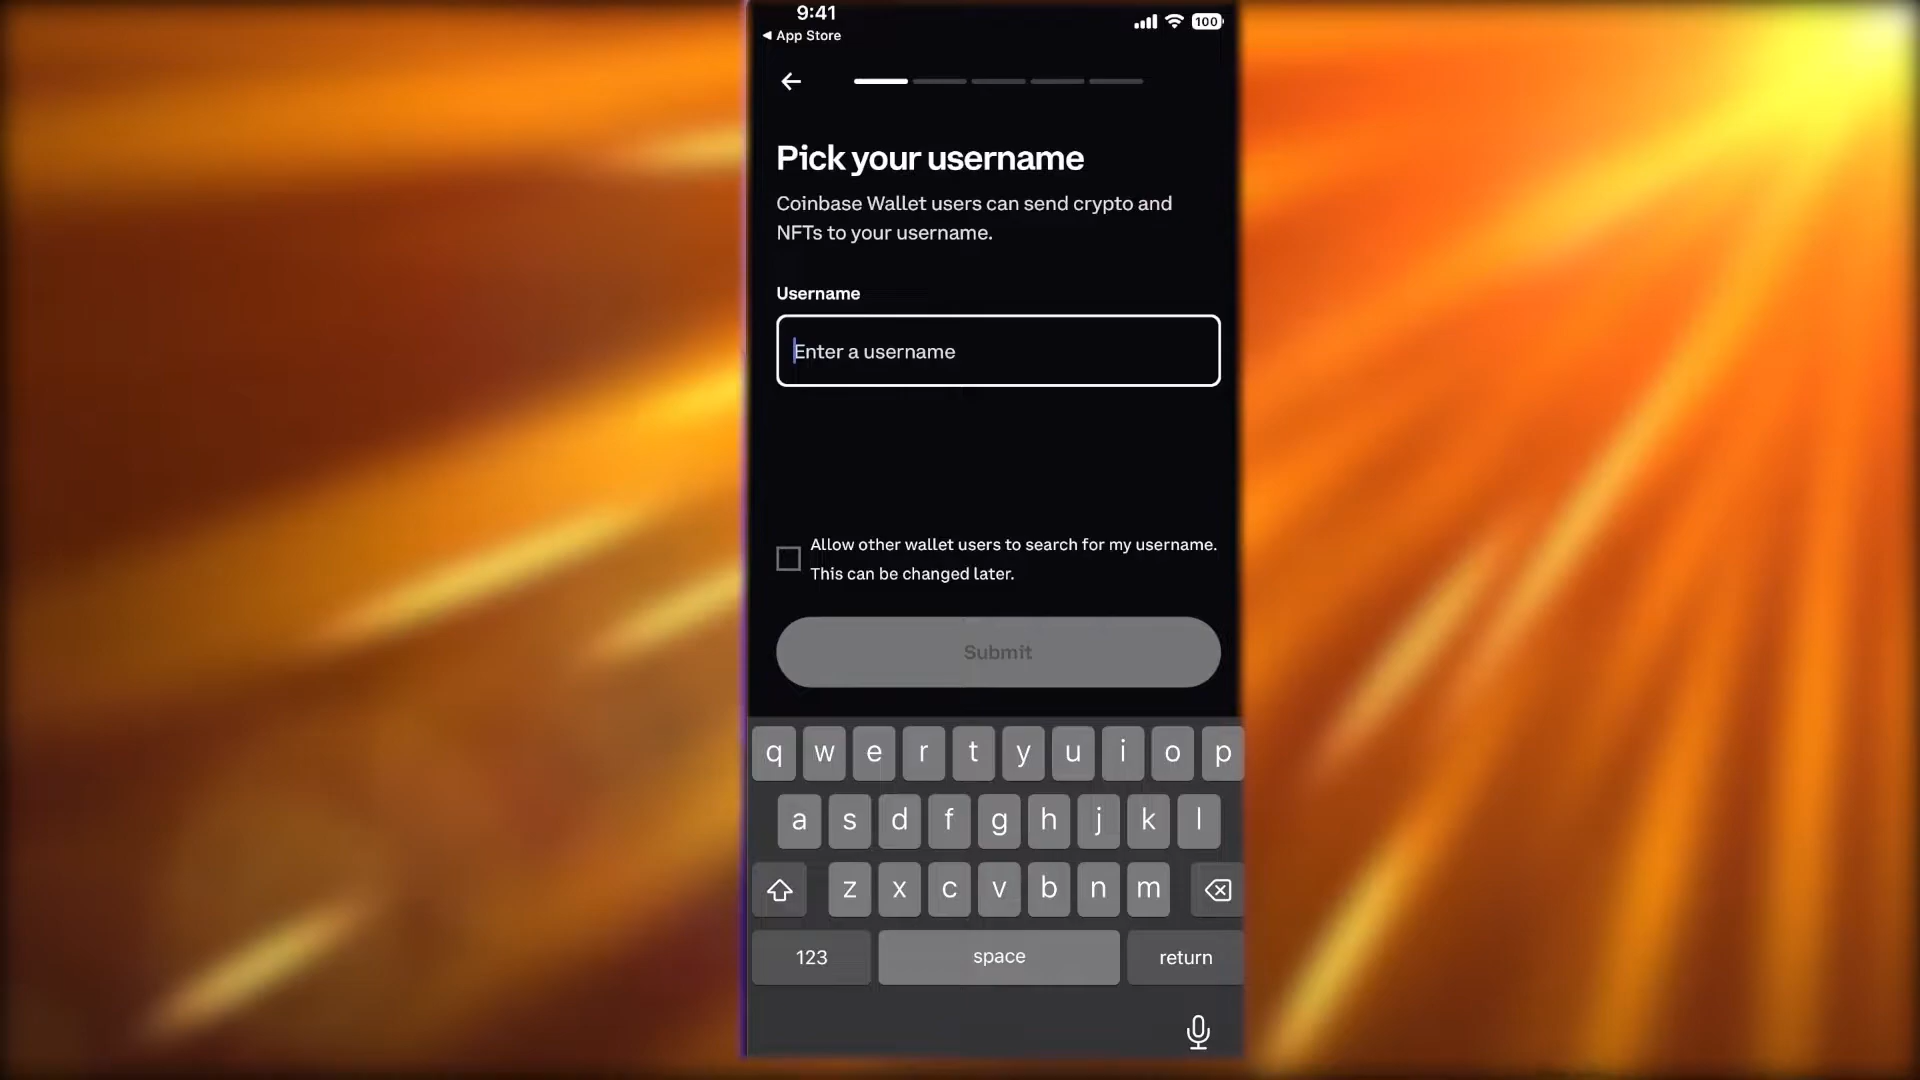 9:41
100
◀ App Store
Pick your username
Coinbase Wallet users can send crypto and
NFTs to your username.
Username
Enter a username
Allow other wallet users to search for my username.
This can be changed later.
Submit
q w e r t y u i o p
a s d f g h j k l
z x c v b n m
123 space return